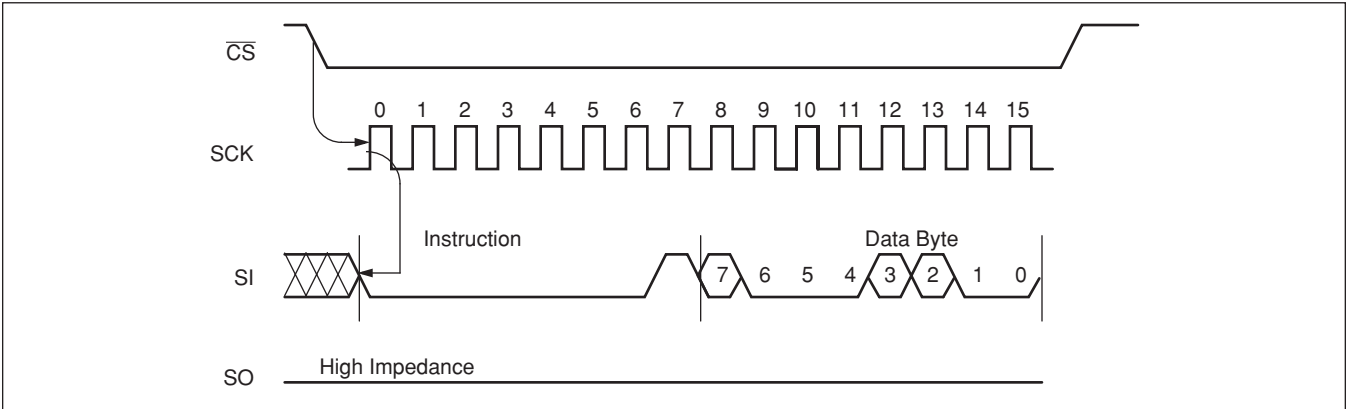 CS
0 1 2 3 4 5 6 7 8 9 10 11 12 13 14 15
SCK
Instruction Data Byte
SI 7 6 5 4 3 2 1 0
High Impedance
SO